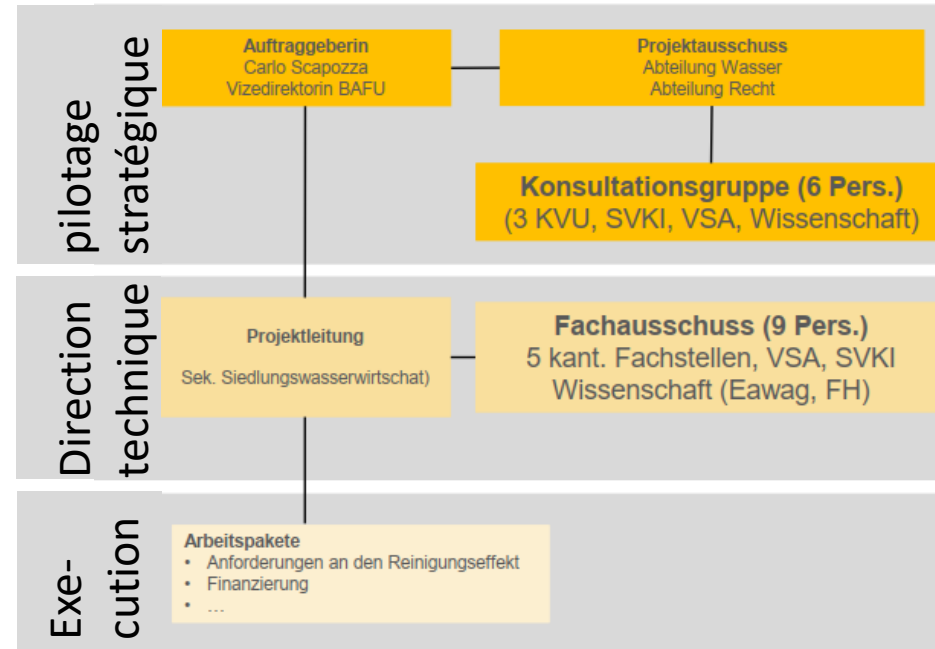 pilotage
stratégique
Auftraggeberin
Carlo Scapozza
Vizedirektorin BAFU
Projektausschuss
Abteilung Wasser
Abteilung Recht
Konsultationsgruppe (6 Pers.)
(3 KVU, SVKI, VSA, Wissenschaft)
Direction
technique
Projektleitung
Sek. Siedlungswasserwirtschat)
Fachausschuss (9 Pers.)
5 kant. Fachstellen, VSA, SVKI
Wissenschaft (Eawag, FH)
Exe-
cution
Arbeitspakete
• Anforderungen an den Reinigungseffekt
• Finanzierung
• …